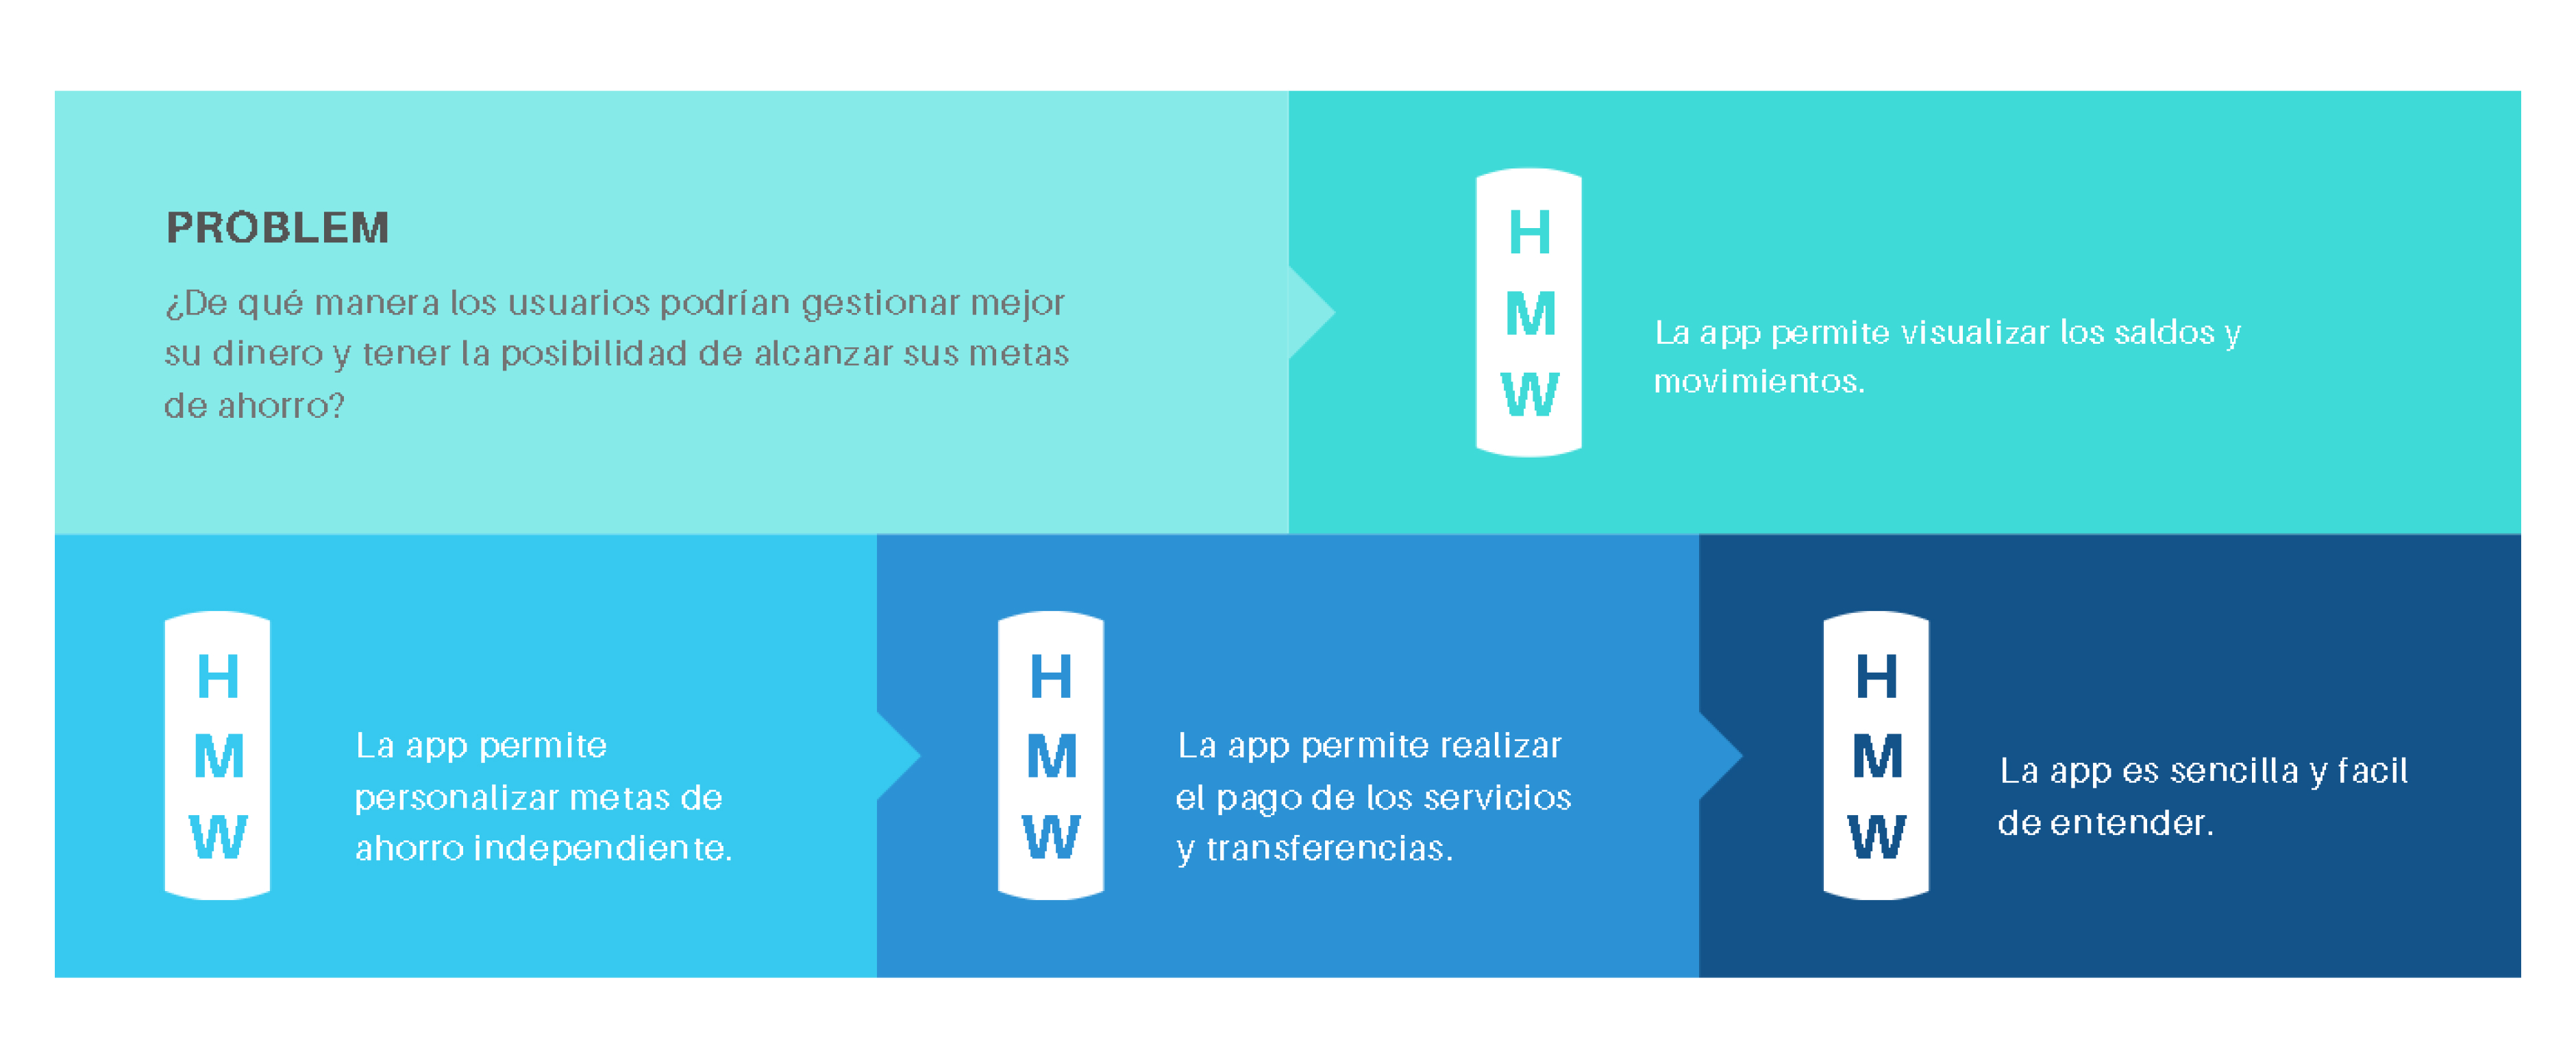 PROBLEM
¿De qué manera los usuarios podrían gestionar mejor
su dinero y tener la posibilidad de alcanzar sus metas
de ahorro?
H
M
W
La app permite visualizar los saldos y
movimientos.
H
M
W
La app permite
personalizar metas de
ahorro independiente.
H
M
W
La app permite realizar
el pago de los servicios
y transferencias.
H
M
W
La app es sencilla y facil
de entender.